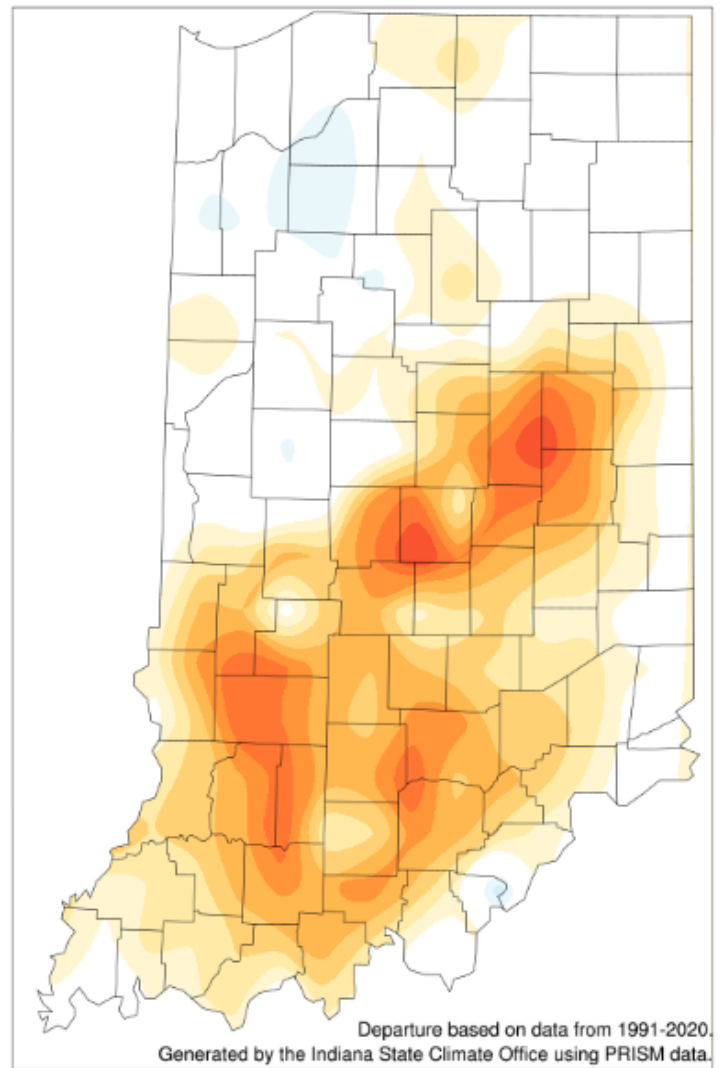 Departure based on data from 1991-2020.
Generated by the Indiana State Climate Office using PRISM data.